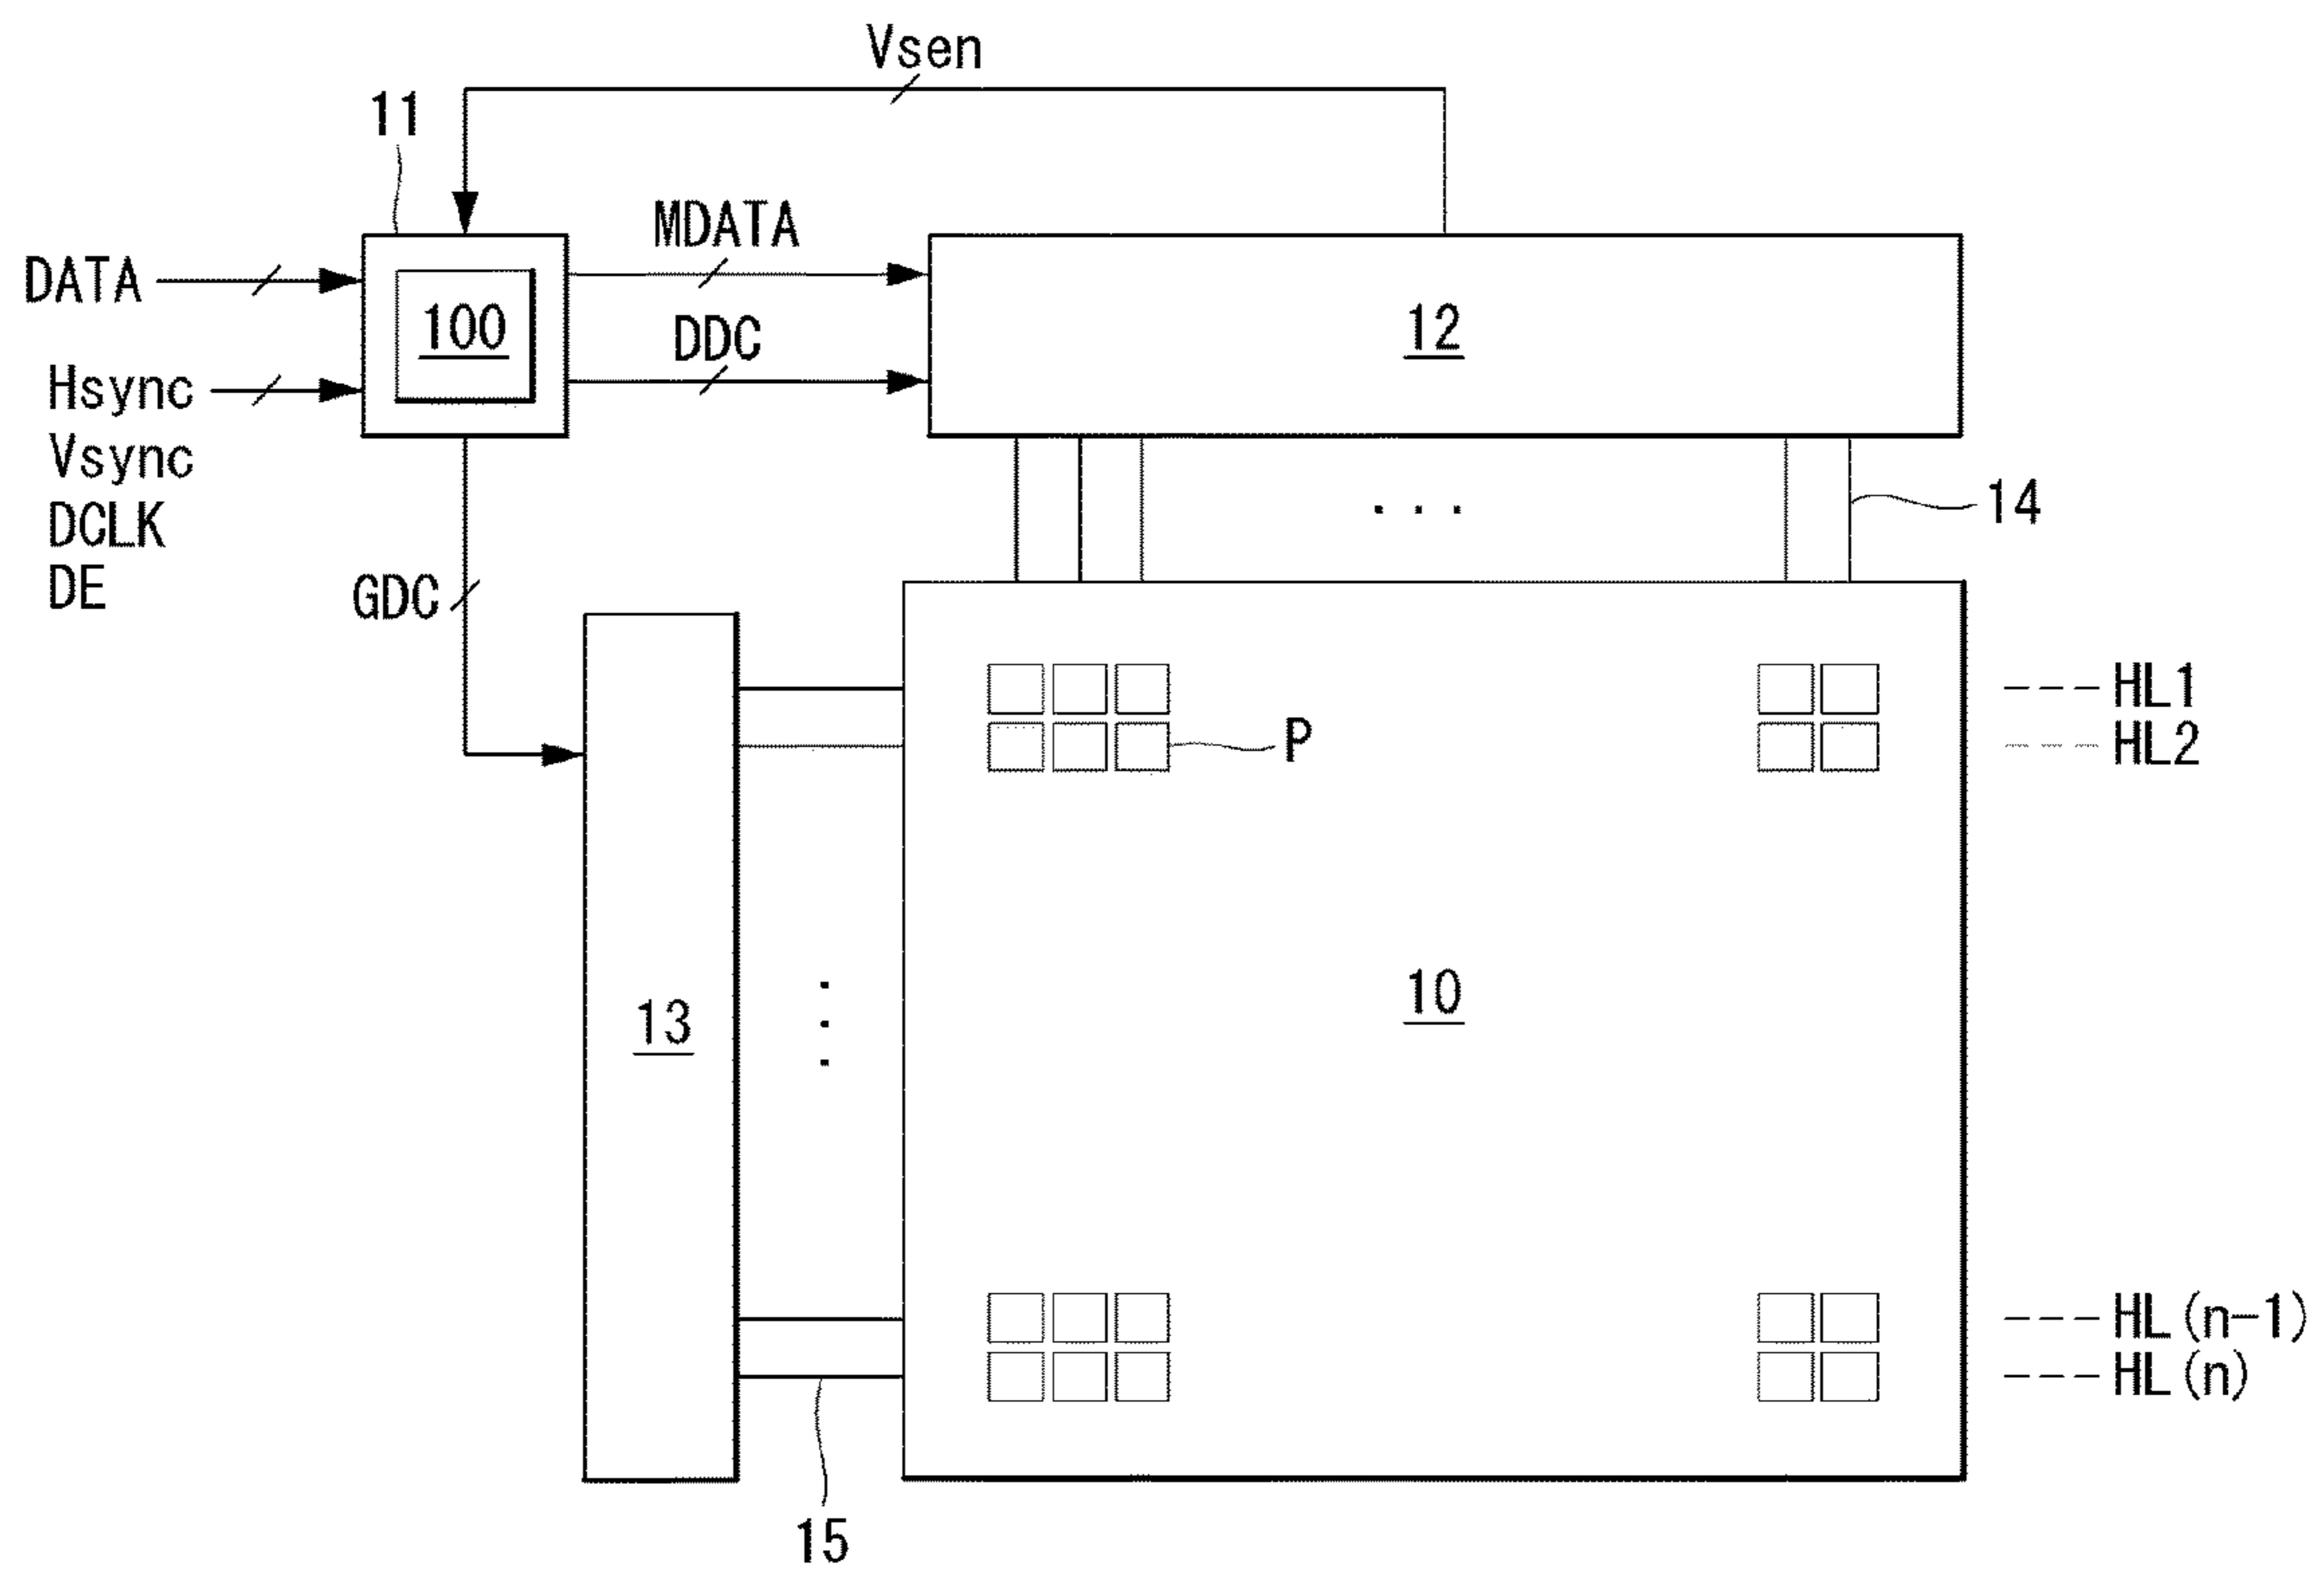 Vsen
11
MDATA
DATA
100
DDC
12
Hsync
Vsync
DCLK
DE
14
GDC
HL1
P
HL2
10
13
HL(n-1)
HL(n)
15